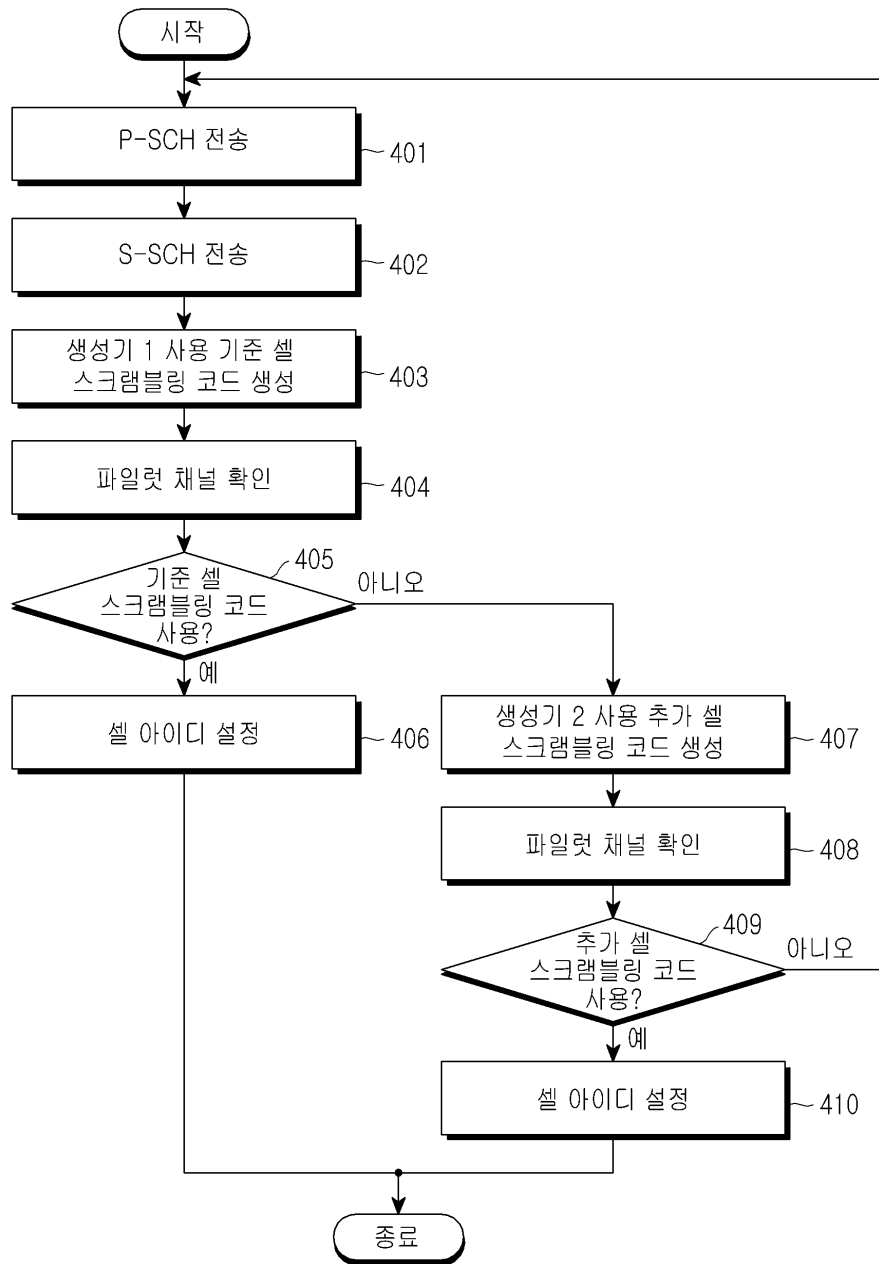 시작
P-SCH 전송
401
S-SCH 전송
402
생성기 1 사용 기준 셀
스크램블링 코드 생성
403
파일럿 채널 확인
404
기준 셀
스크램블링 코드
사용?
405
아니오
예
셀 아이디 설정
406
생성기 2 사용 추가 셀
스크램블링 코드 생성
407
파일럿 채널 확인
408
추가 셀
스크램블링 코드
사용?
409
아니오
예
셀 아이디 설정
410
종료